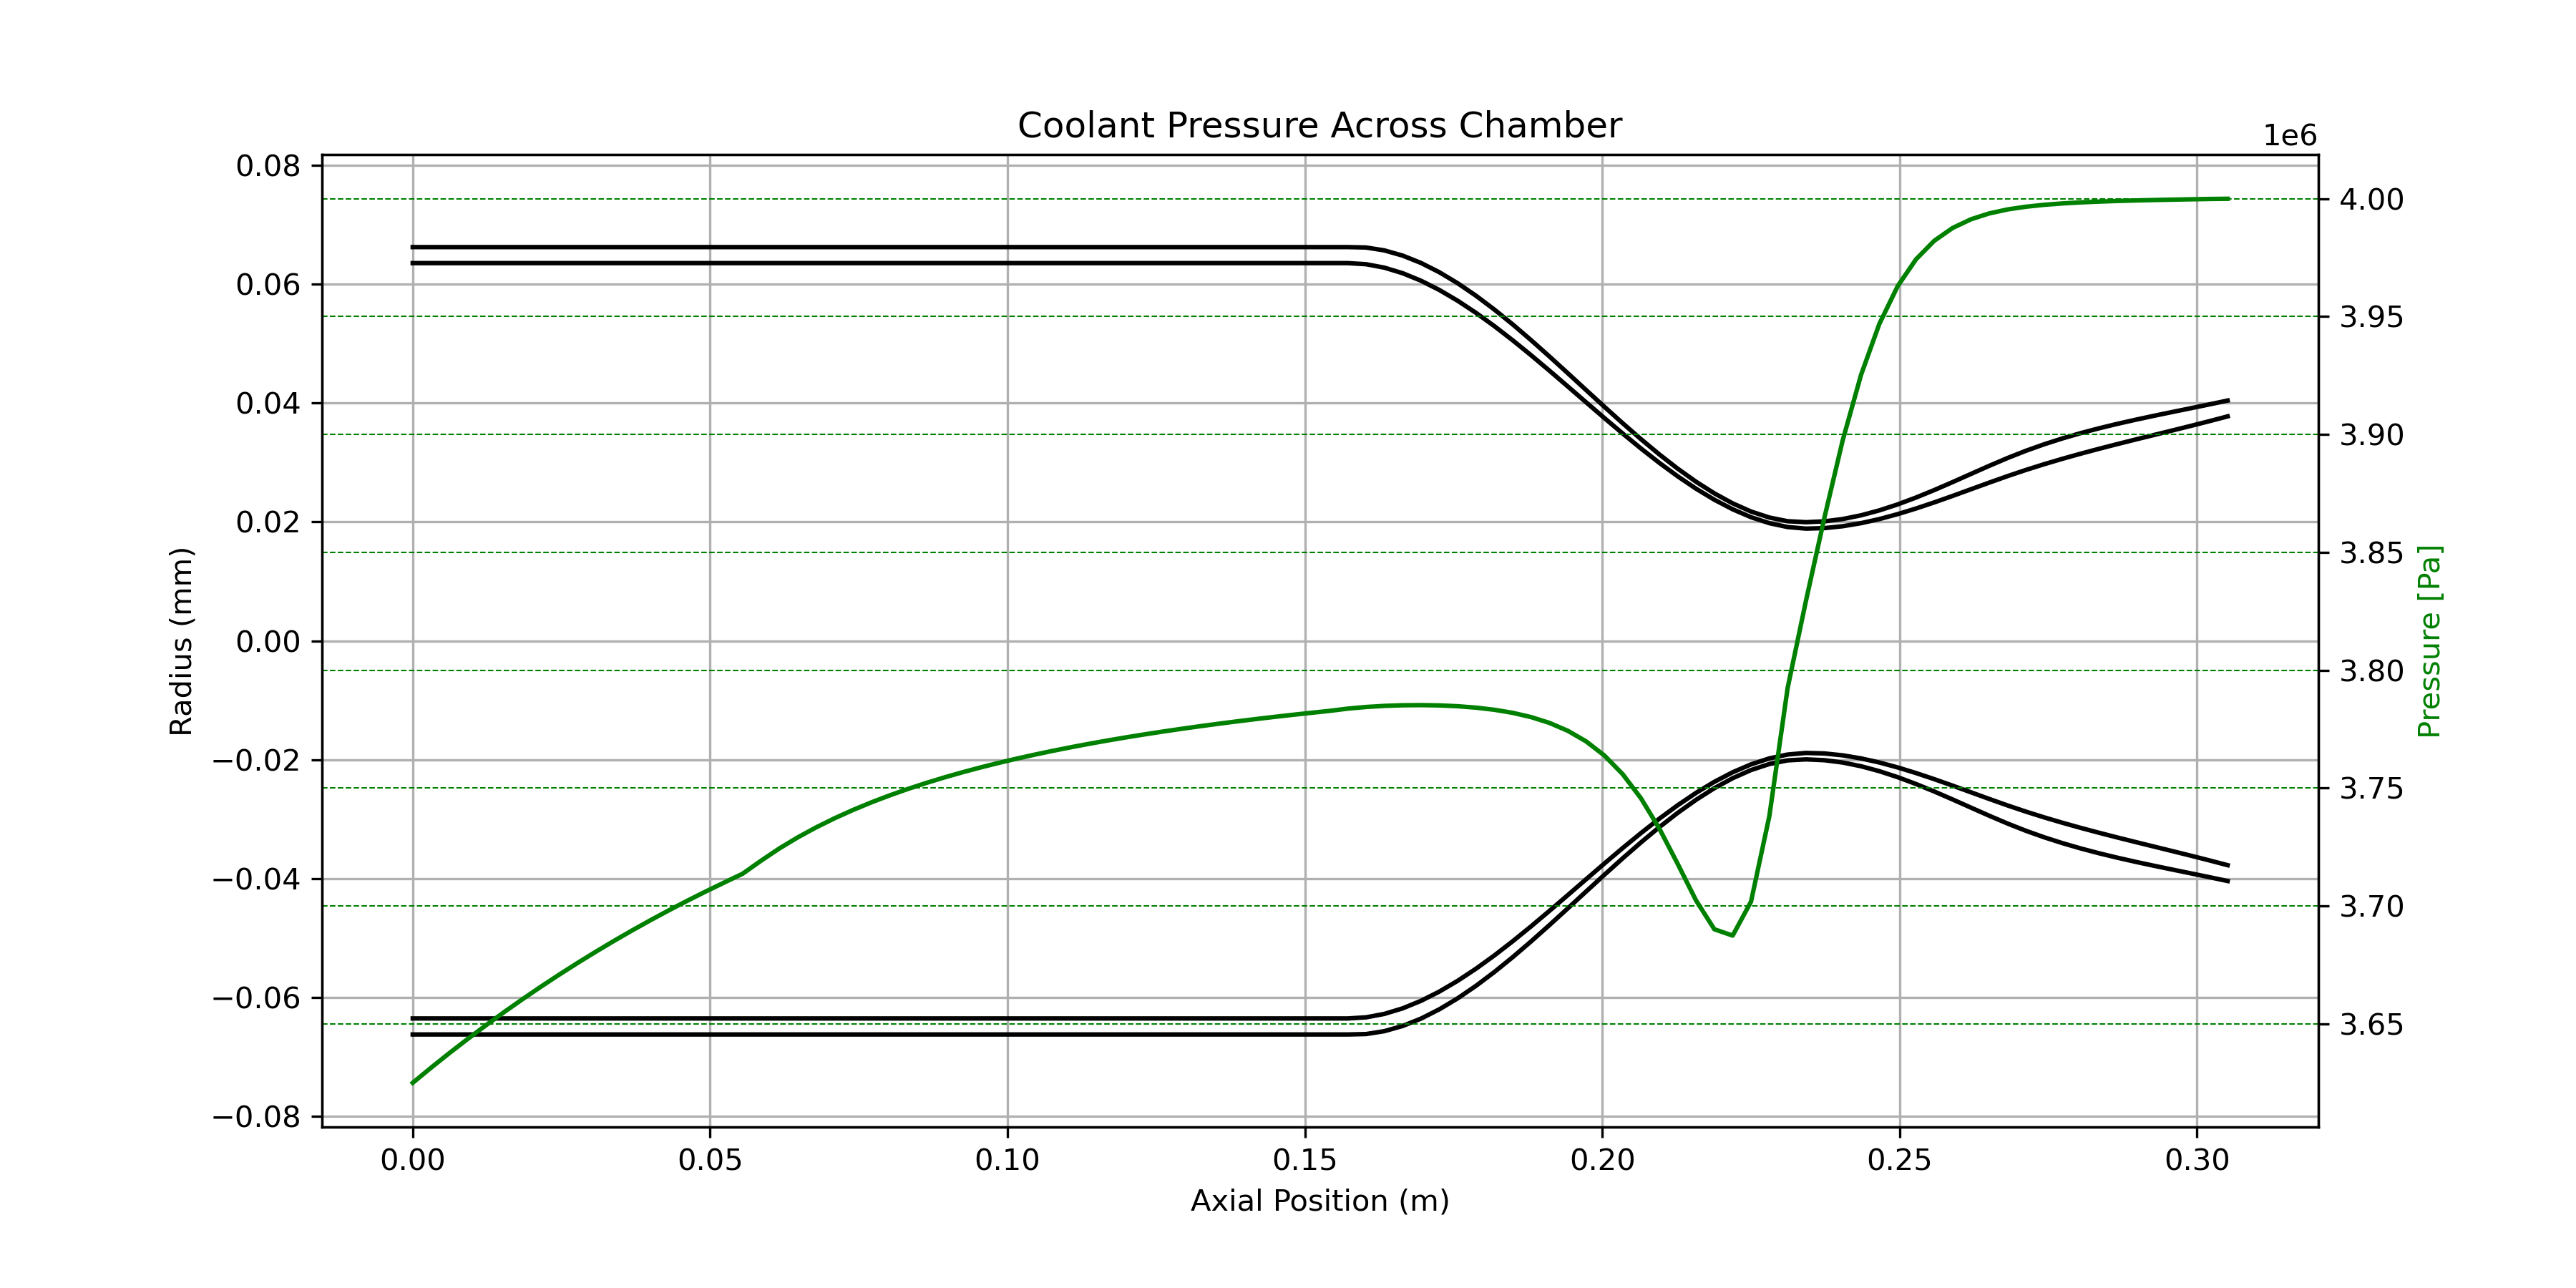 Coolant Pressure Across Chamber
1e6
0.08
0.06
0.04
0.02
0.00
−0.02
−0.04
−0.06
−0.08
Radius (mm)
4.00
3.95
3.90
3.85
3.80
3.75
3.70
3.65
Pressure [Pa]
0.00 0.05 0.10 0.15 0.20 0.25 0.30
Axial Position (m)